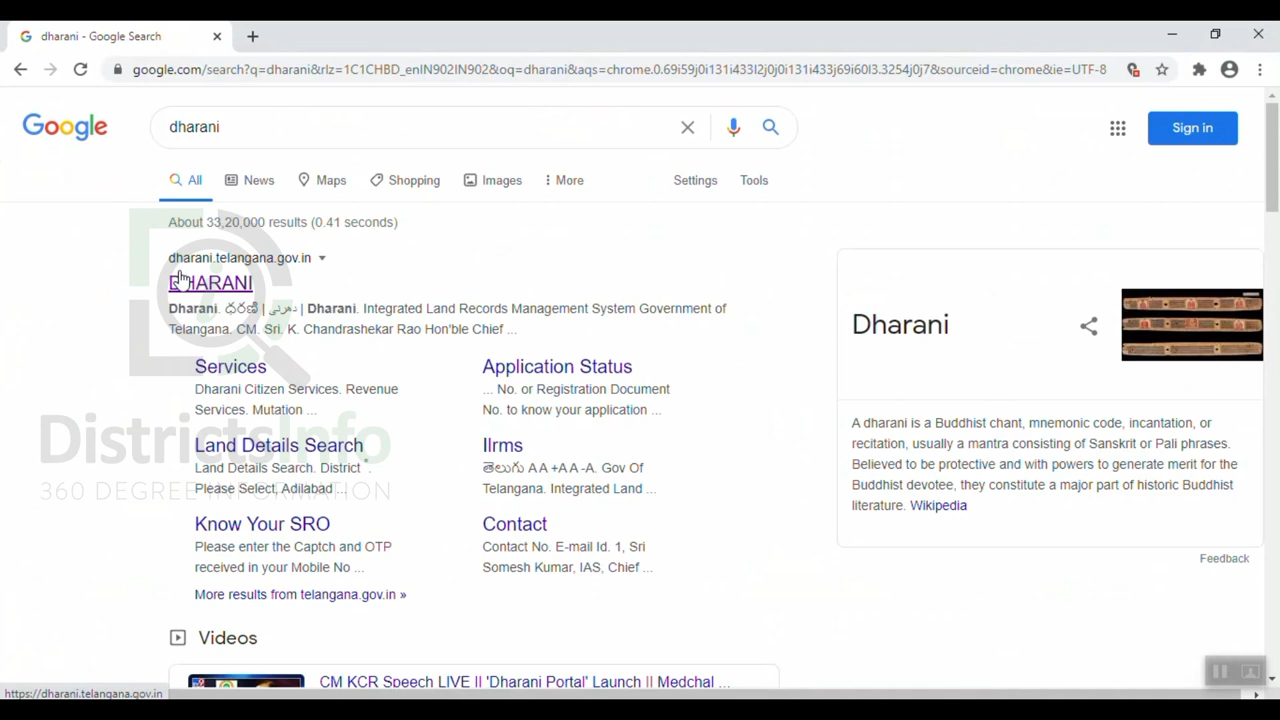 dharani - Google Search
google.com/search?q=dharani&rlz=1C1CHBD_enIN902IN902&oq=dharani&aqs=chrome.0.69i59j0i131i433l2j0j0i131i433j69i60l3.3254j0j7&sourceid=chrome&ie=UTF-8
Google
dharani
Sign in
All News Maps Shopping Images More Settings Tools
About 33,20,000 results (0.41 seconds)
dharani.telangana.gov.in
DHARANI
Dharani. ధరణి | دھرنی | Dharani. Integrated Land Records Management System Government of
Telangana. CM. Sri. K. Chandrashekar Rao Hon'ble Chief ...
Services
Dharani Citizen Services. Revenue
Services. Mutation ...
Application Status
... No. or Registration Document
No. to know your application ...
Land Details Search
Land Details Search. District .
Please Select, Adilabad ...
Ilrms
తెలుగు A A +A A -A. Gov Of
Telangana. Integrated Land ...
Know Your SRO
Please enter the Captch and OTP
received in your Mobile No ...
Contact
Contact No. E-mail Id. 1, Sri
Somesh Kumar, IAS, Chief ...
More results from telangana.gov.in »
Videos
CM KCR Speech LIVE || 'Dharani Portal' Launch || Medchal ...
Dharani
A dharani is a Buddhist chant, mnemonic code, incantation, or
recitation, usually a mantra consisting of Sanskrit or Pali phrases.
Believed to be protective and with powers to generate merit for the
Buddhist devotee, they constitute a major part of historic Buddhist
literature. Wikipedia
Feedback
DistrictsInfo
360 DEGREE INFORMATION
https://dharani.telangana.gov.in